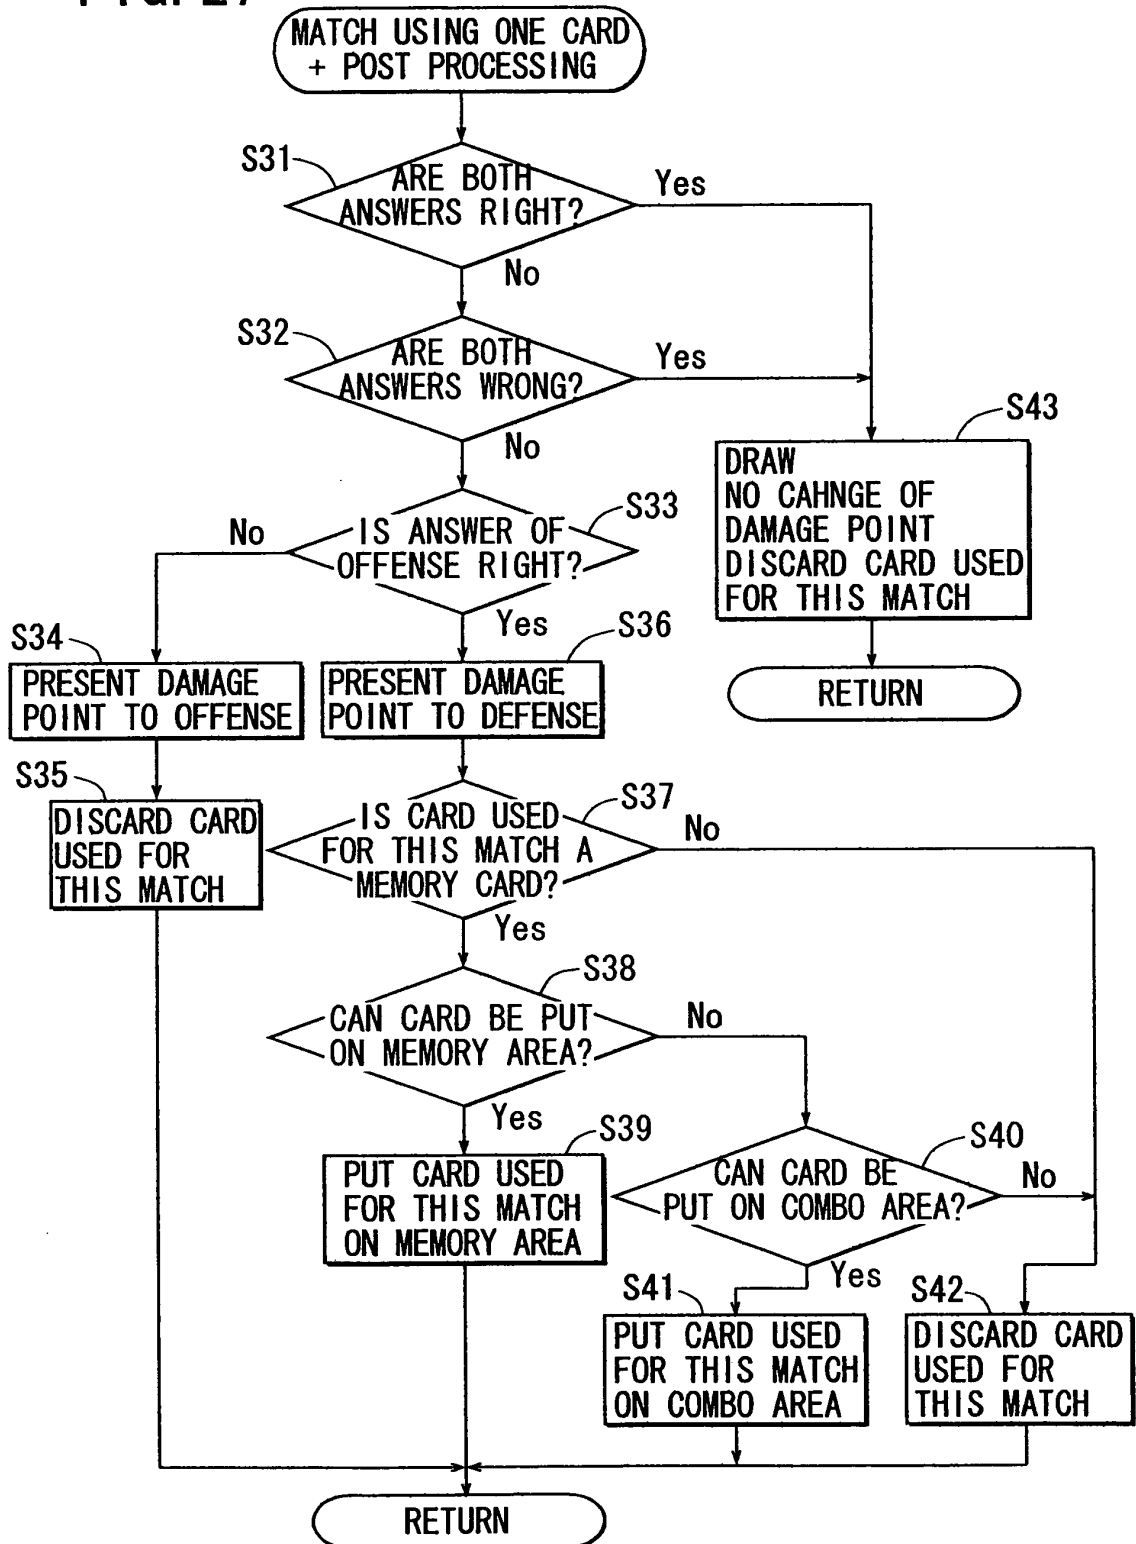 MATCH USING ONE CARD
+ POST PROCESSING
S31
ARE BOTH
ANSWERS RIGHT?
Yes
No
S32
ARE BOTH
ANSWERS WRONG?
Yes
No
S43
DRAW
NO CAHNGE OF
DAMAGE POINT
DISCARD CARD USED
FOR THIS MATCH
RETURN
S33
IS ANSWER OF
OFFENSE RIGHT?
No
Yes
S34
PRESENT DAMAGE
POINT TO OFFENSE
S36
PRESENT DAMAGE
POINT TO DEFENSE
S35
DISCARD CARD
USED FOR
THIS MATCH
S37
IS CARD USED
FOR THIS MATCH A
MEMORY CARD?
No
Yes
S38
CAN CARD BE PUT
ON MEMORY AREA?
No
Yes
S39
PUT CARD USED
FOR THIS MATCH
ON MEMORY AREA
S40
CAN CARD BE
PUT ON COMBO AREA?
No
Yes
S41
PUT CARD USED
FOR THIS MATCH
ON COMBO AREA
S42
DISCARD CARD
USED FOR
THIS MATCH
RETURN